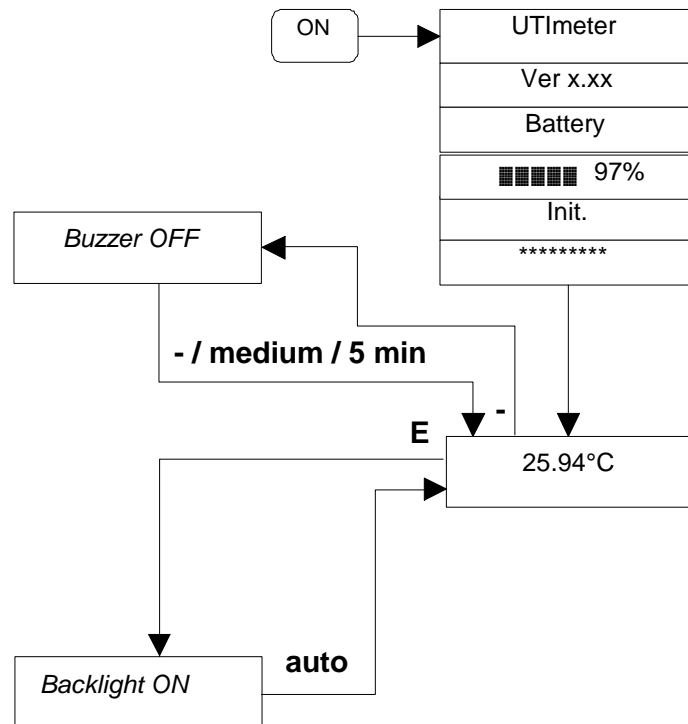 ON
UTImeter
Ver x.xx
Battery
97%
Init.
*********
Buzzer OFF
- / medium / 5 min
-
E
25.94°C
auto
Backlight ON